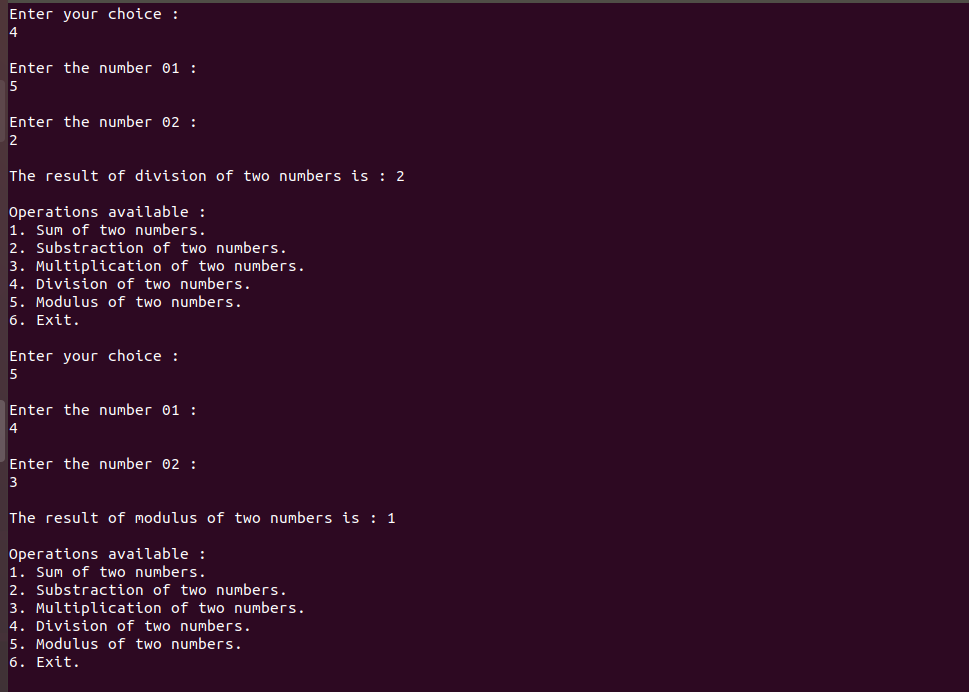 Enter your choice :
4
Enter the number 01 :
5
Enter the number 02 :
2
The result of division of two numbers is : 2
Operations available :
1. Sum of two numbers.
2. Substraction of two numbers.
3. Multiplication of two numbers.
4. Division of two numbers.
5. Modulus of two numbers.
6. Exit.
Enter your choice :
5
Enter the number 01 :
4
Enter the number 02 :
3
The result of modulus of two numbers is : 1
Operations available :
1. Sum of two numbers.
2. Substraction of two numbers.
3. Multiplication of two numbers.
4. Division of two numbers.
5. Modulus of two numbers.
6. Exit.